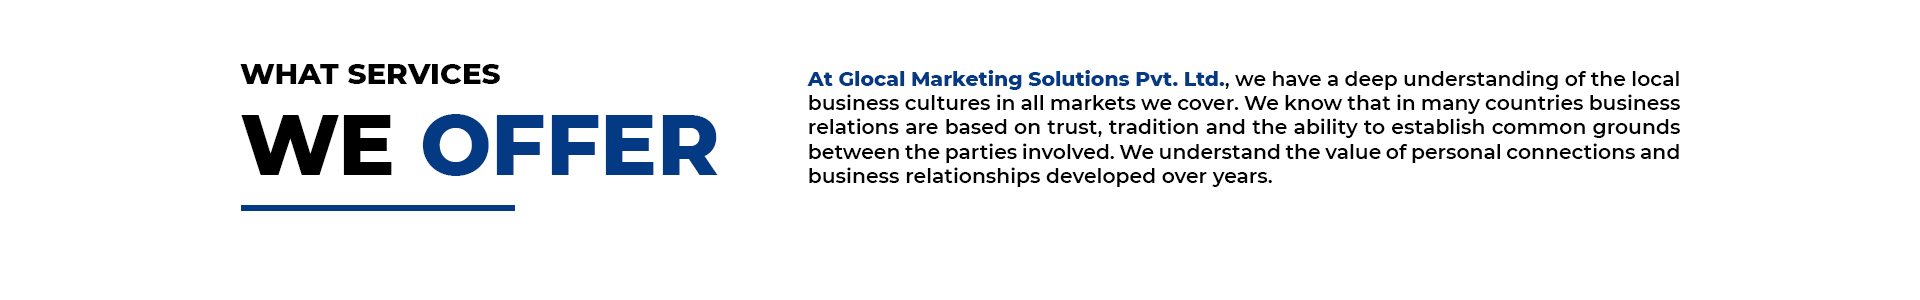 WHAT SERVICES
WE OFFER
At Glocal Marketing Solutions Pvt. Ltd., we have a deep understanding of the local
business cultures in all markets we cover. We know that in many countries business
relations are based on trust, tradition and the ability to establish common grounds
between the parties involved. We understand the value of personal connections and
business relationships developed over years.